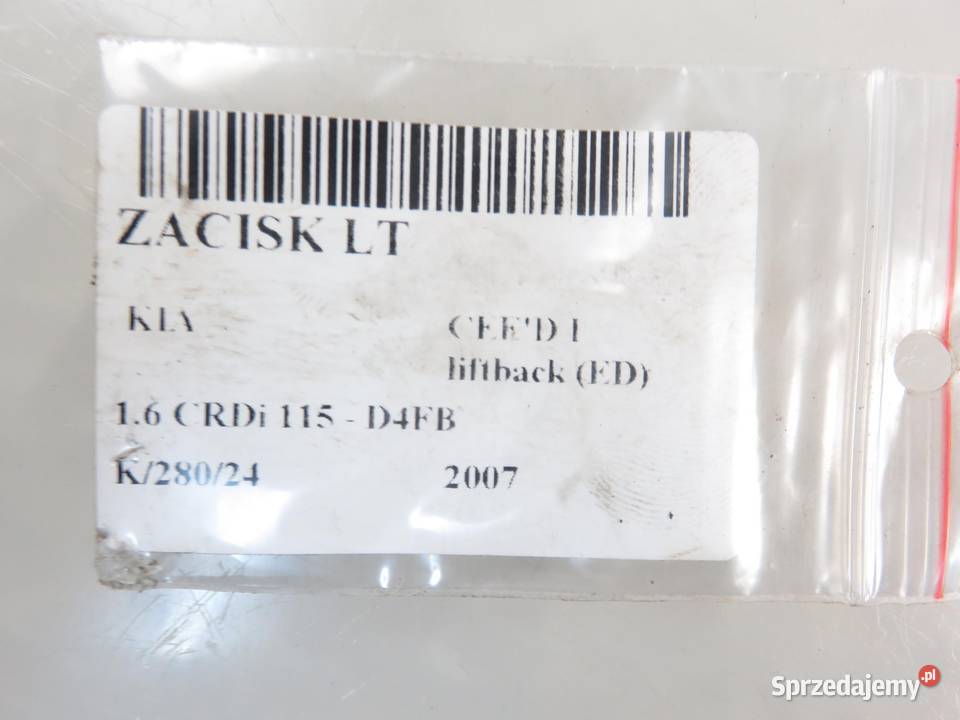 ZACISK LT
KIA
CEE'D I
liftback (ED)
1.6 CRDi 115 - D4FB
K/280/24
2007
Sprzedajemy.pl